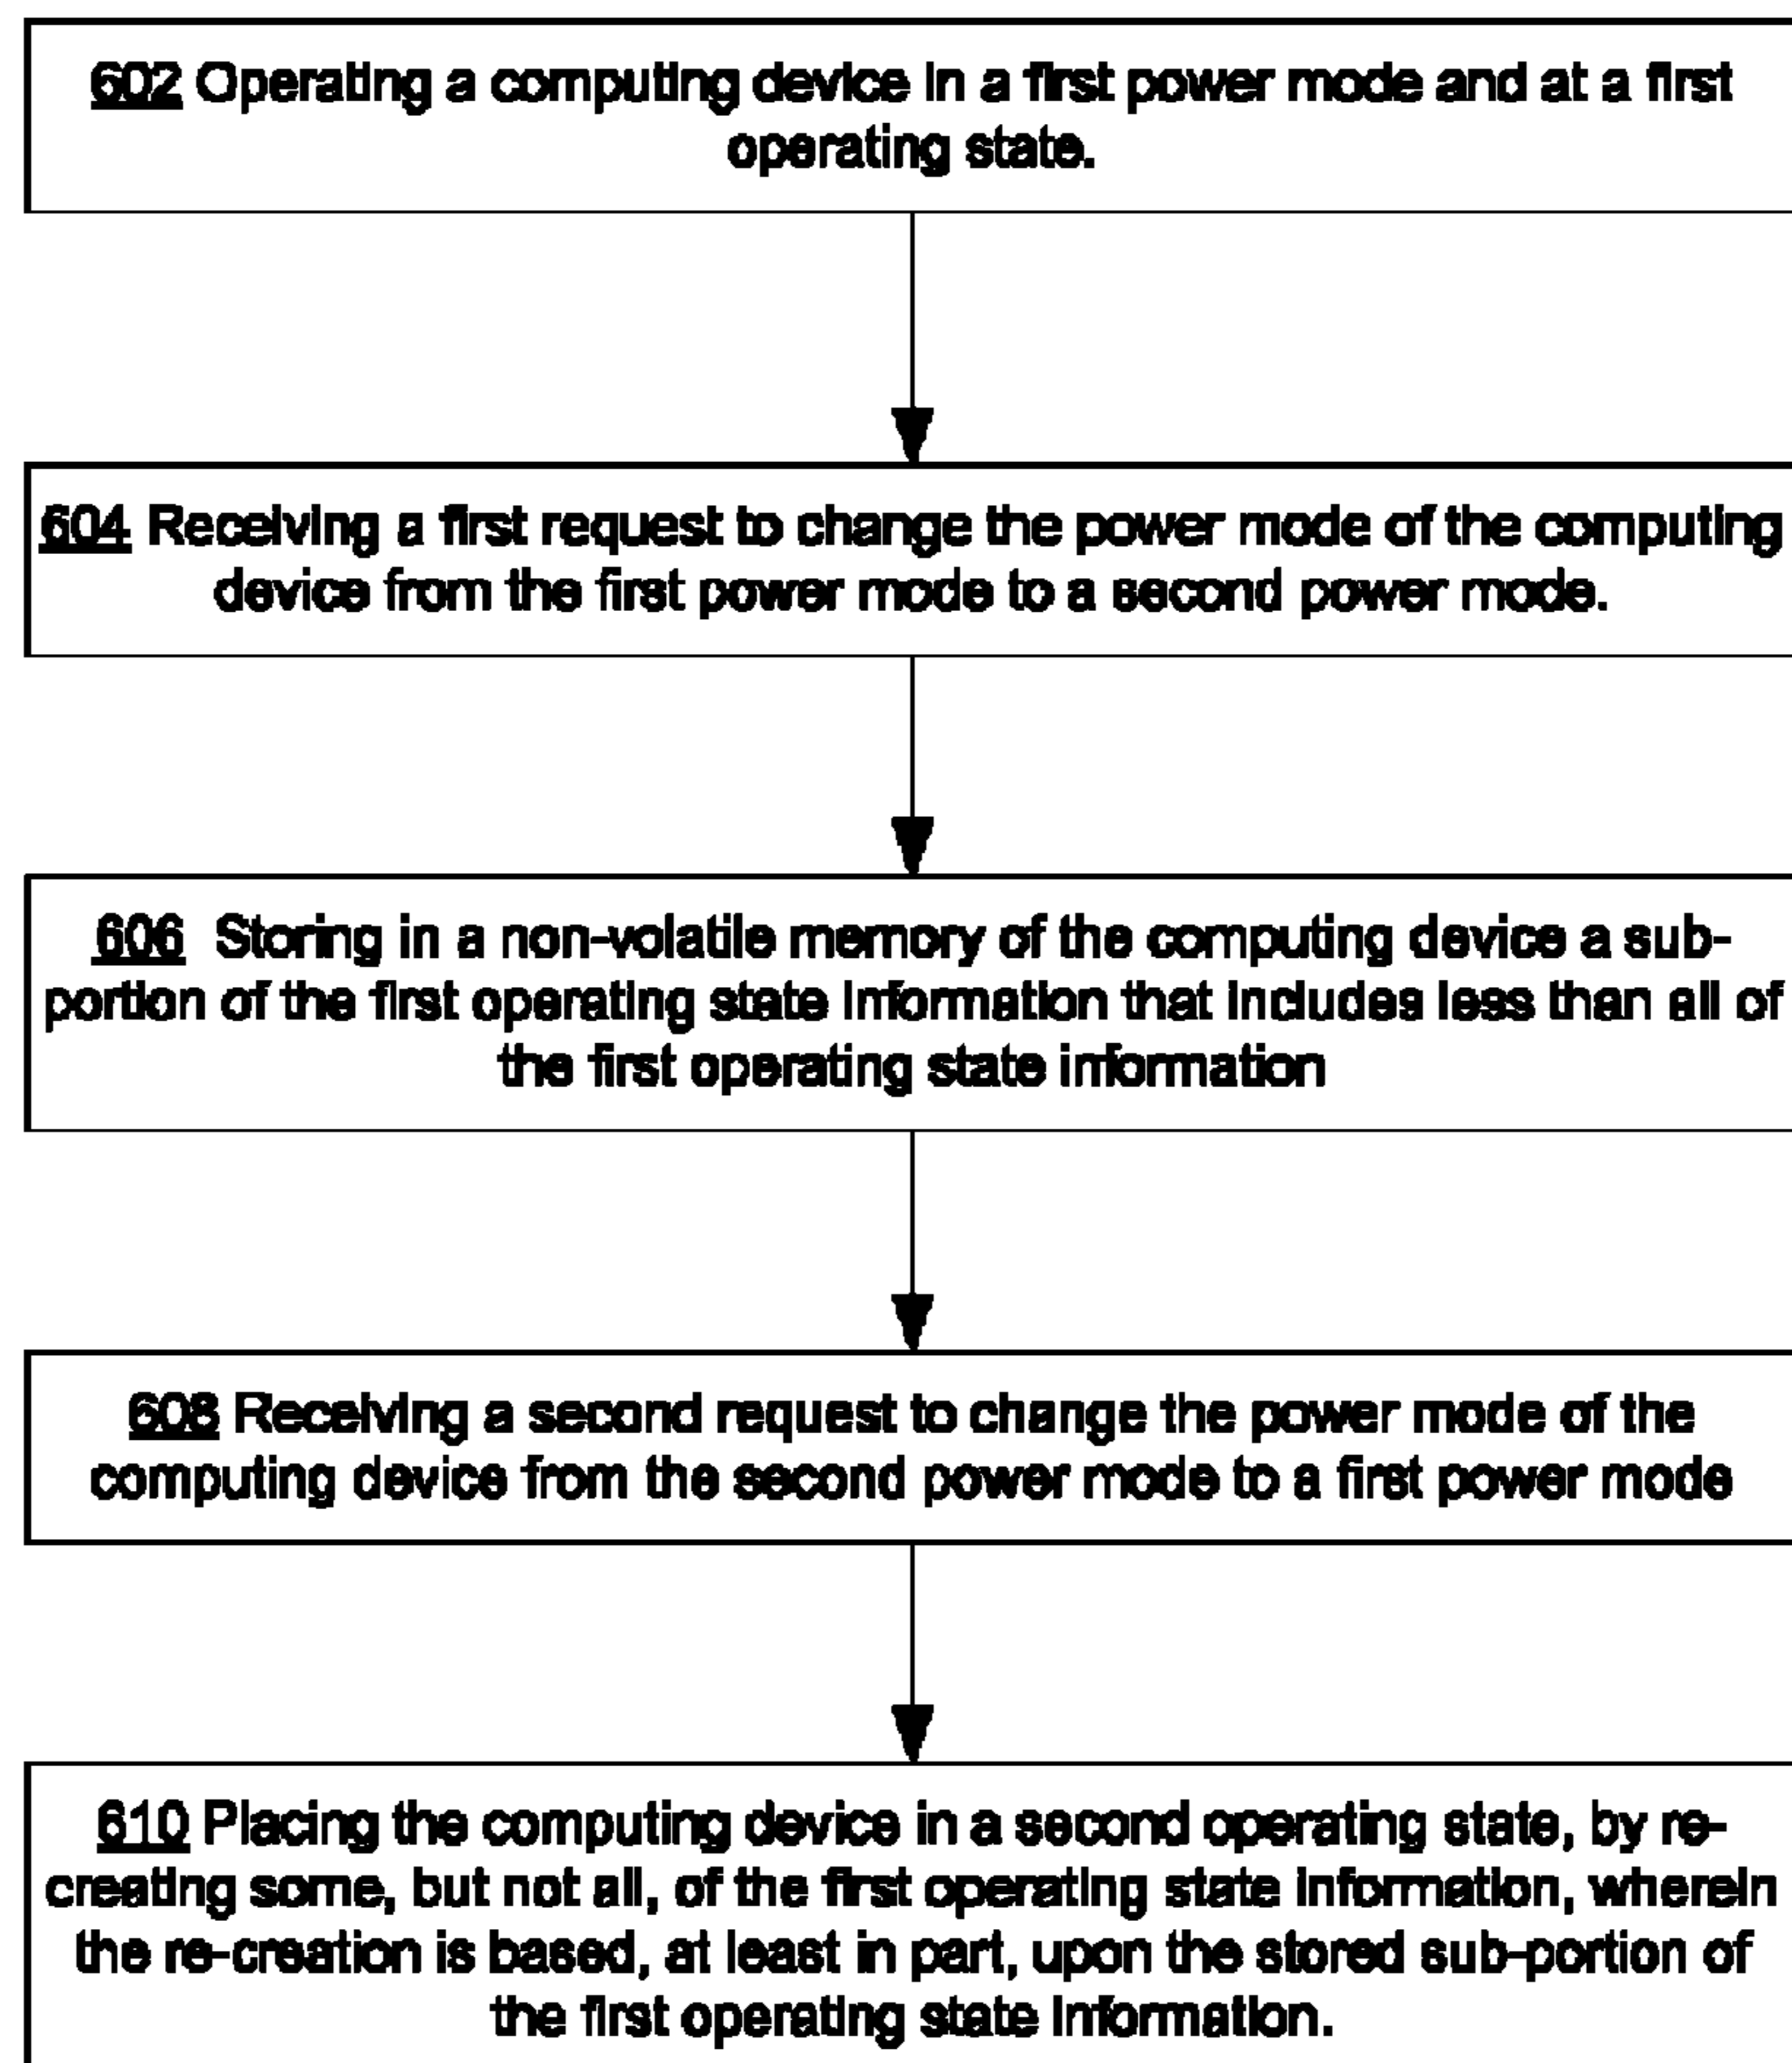 602 Operating a computing device in a first power mode and at a first
operating state.
604 Receiving a first request to change the power mode of the computing
device from the first power mode to a second power mode.
606 Storing in a non-volatile memory of the computing device a sub-
portion of the first operating state information that includes less than all of
the first operating state information
608 Receiving a second request to change the power mode of the
computing device from the second power mode to a first power mode
610 Placing the computing device in a second operating state, by re-
creating some, but not all, of the first operating state information, wherein
the re-creation is based, at least in part, upon the stored sub-portion of
the first operating state information.